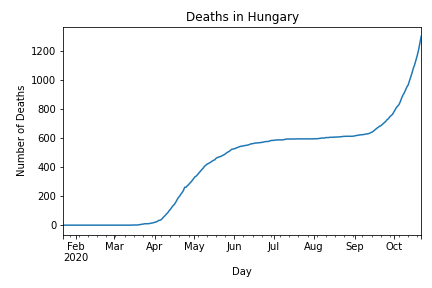 Deaths in Hungary
Number of Deaths
1200
1000
800
600
400
200
0
Feb Mar Apr May Jun Jul Aug Sep Oct
2020
Day